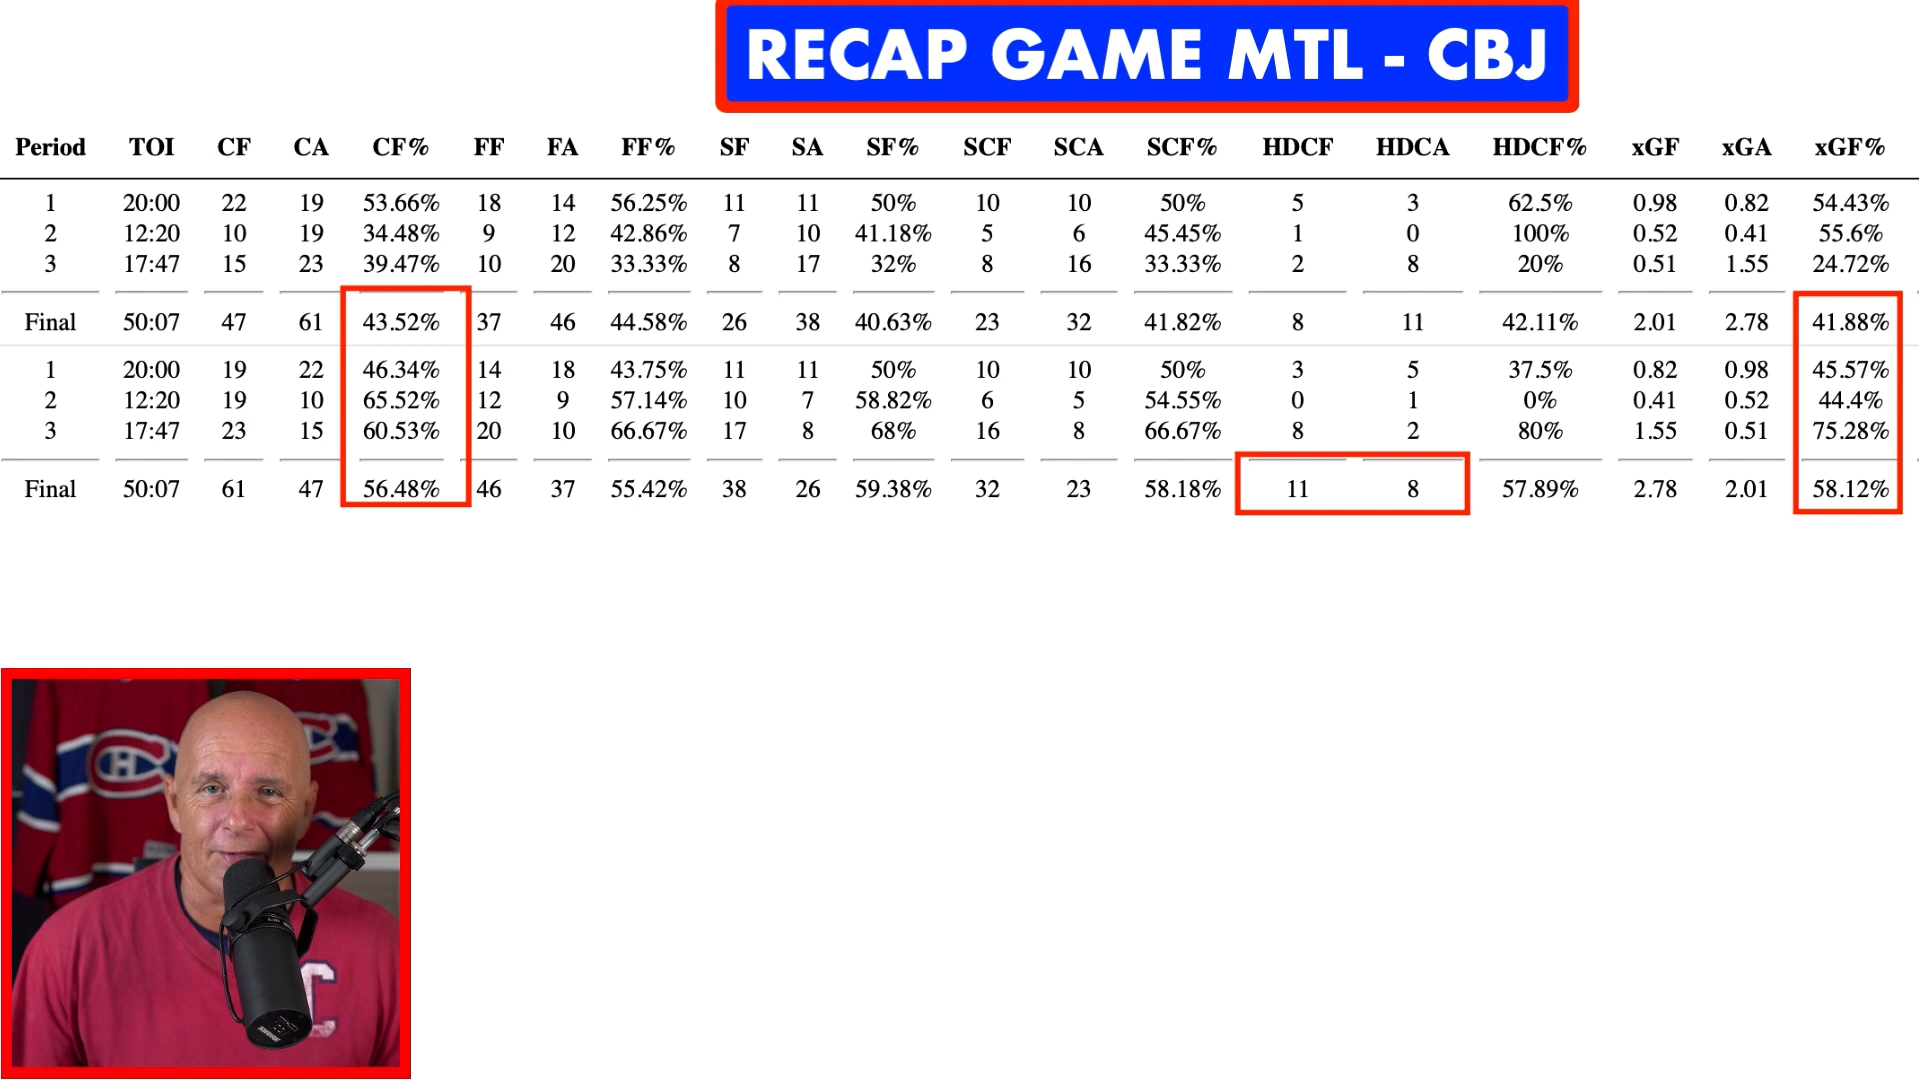 RECAP GAME MTL - CBJ
Period TOI CF CA CF% FF FA FF% SF SA SF% SCF SCA SCF% HDCF HDCA HDCF% xGF xGA xGF%
1 20:00 22 19 53.66% 18 14 56.25% 11 11 50% 10 10 50% 5 3 62.5% 0.98 0.82 54.43%
2 12:20 10 19 34.48% 9 12 42.86% 7 10 41.18% 5 6 45.45% 1 0 100% 0.52 0.41 55.6%
3 17:47 15 23 39.47% 10 20 33.33% 8 17 32% 8 16 33.33% 2 8 20% 0.51 1.55 24.72%
Final 50:07 47 61 43.52% 37 46 44.58% 26 38 40.63% 23 32 41.82% 8 11 42.11% 2.01 2.78 41.88%
1 20:00 19 22 46.34% 14 18 43.75% 11 11 50% 10 10 50% 3 5 37.5% 0.82 0.98 45.57%
2 12:20 19 10 65.52% 12 9 57.14% 10 7 58.82% 6 5 54.55% 0 1 0% 0.41 0.52 44.4%
3 17:47 23 15 60.53% 20 10 66.67% 17 8 68% 16 8 66.67% 8 2 80% 1.55 0.51 75.28%
Final 50:07 61 47 56.48% 46 37 55.42% 38 26 59.38% 32 23 58.18% 11 8 57.89% 2.78 2.01 58.12%
CH
C
SHURE